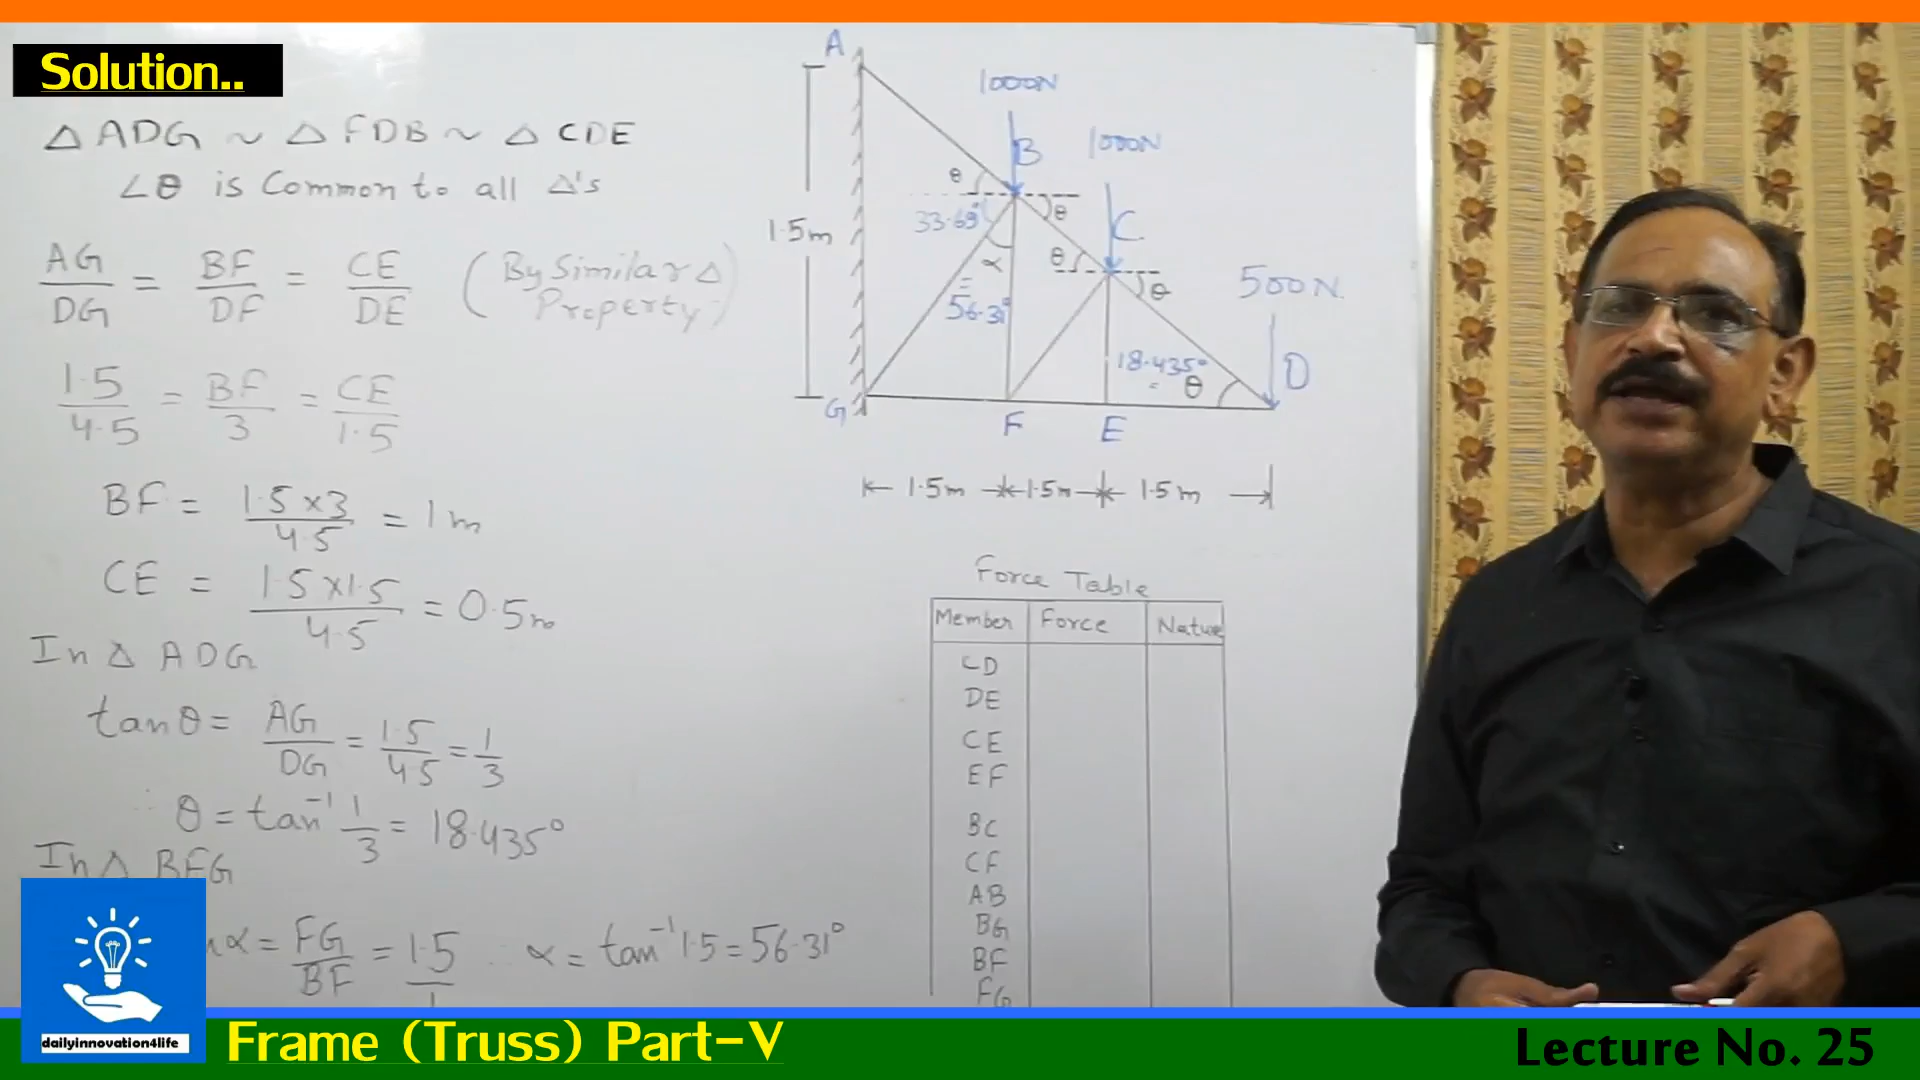 Solution..
△ ADG ~ △ FDB ~ △ CDE
∠θ is Common to all △'s
AG/DG = BF/DF = CE/DE (By Similar △ Property)
1.5/4.5 = BF/3 = CE/1.5
BF = 1.5×3/4.5 = 1m
CE = 1.5×1.5/4.5 = 0.5m
In △ ADG
tanθ = AG/DG = 1.5/4.5 = 1/3
∴ θ = tan⁻¹ 1/3 = 18.435°
In △ BFG
α = FG/BF = 1.5/1 ∴ α = tan⁻¹ 1.5 = 56.31°
A
1000N
B
1000N
θ
33.69°
θ
C
1.5m
α
θ
=
56.31°
θ
500N
18.435°
=
θ
D
G
F
E
1.5m
1.5m
1.5m
Force Table
Member Force Nature
CD
DE
CE
EF
BC
CF
AB
BG
BF
FG
dailyinnovation4life
Frame (Truss) Part-V
Lecture No. 25